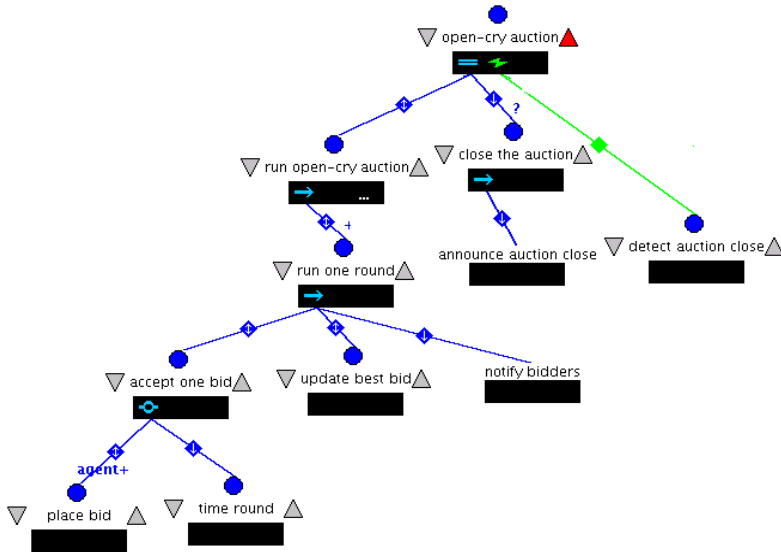 open-cry auction
?
run open-cry auction
close the auction
...
+
announce auction close
detect auction close
run one round
accept one bid
update best bid
notify bidders
agent+
place bid
time round